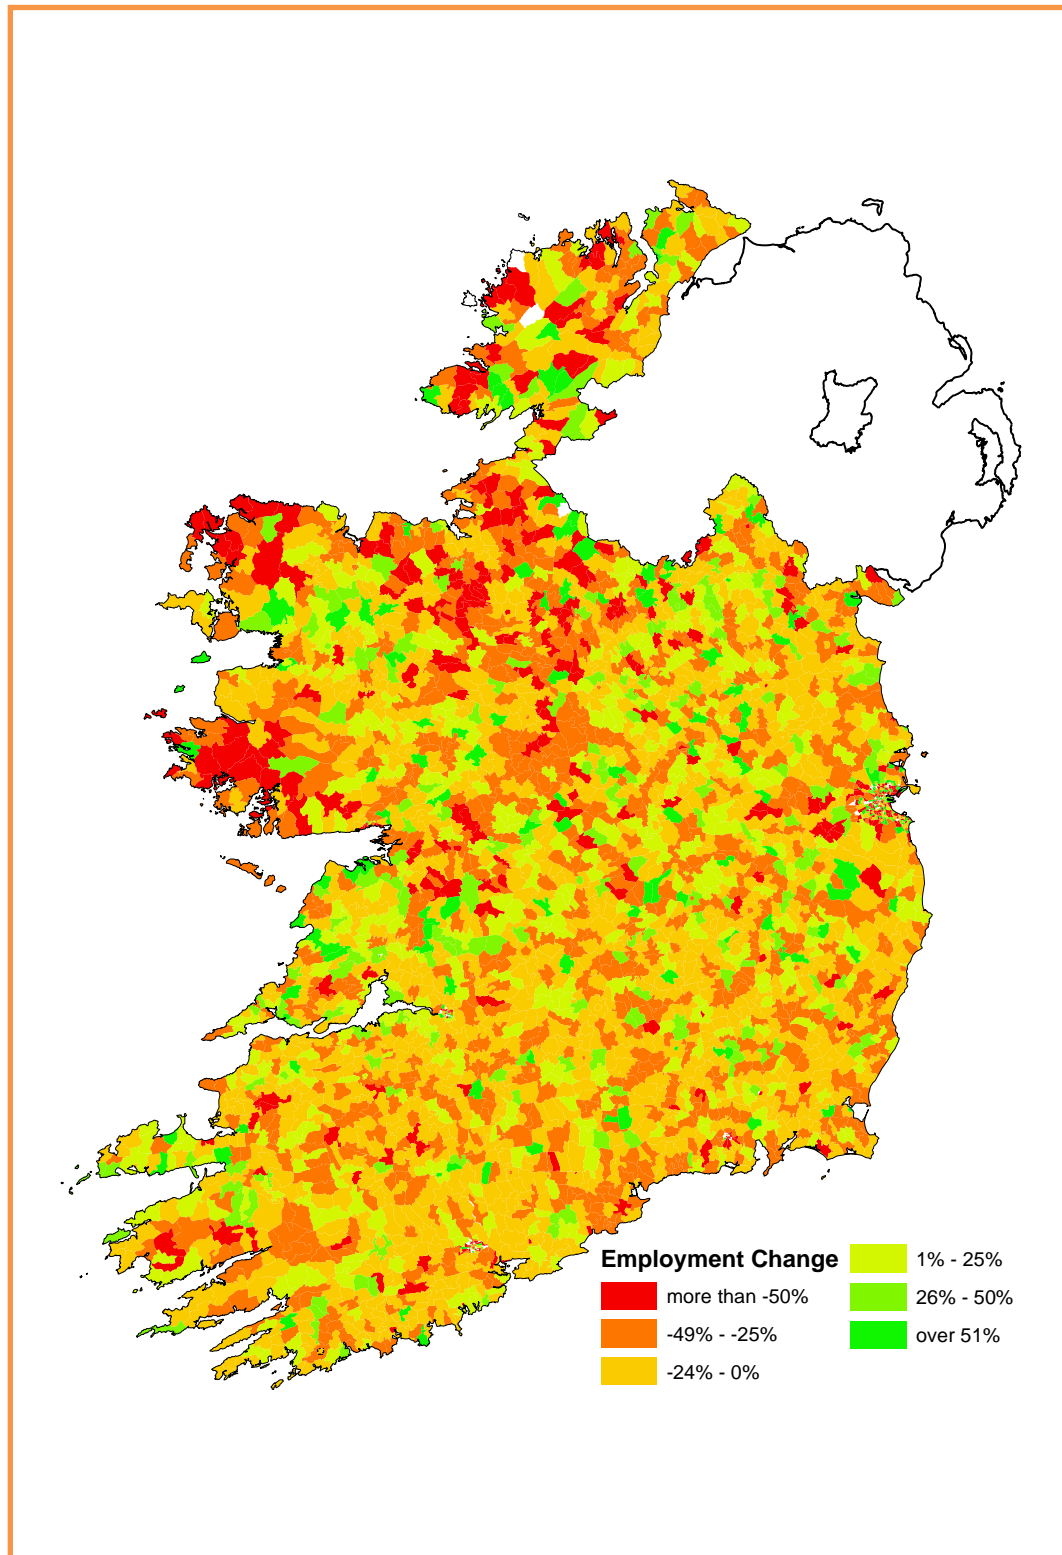 Employment Change
more than -50%
-49% - -25%
-24% - 0%
1% - 25%
26% - 50%
over 51%